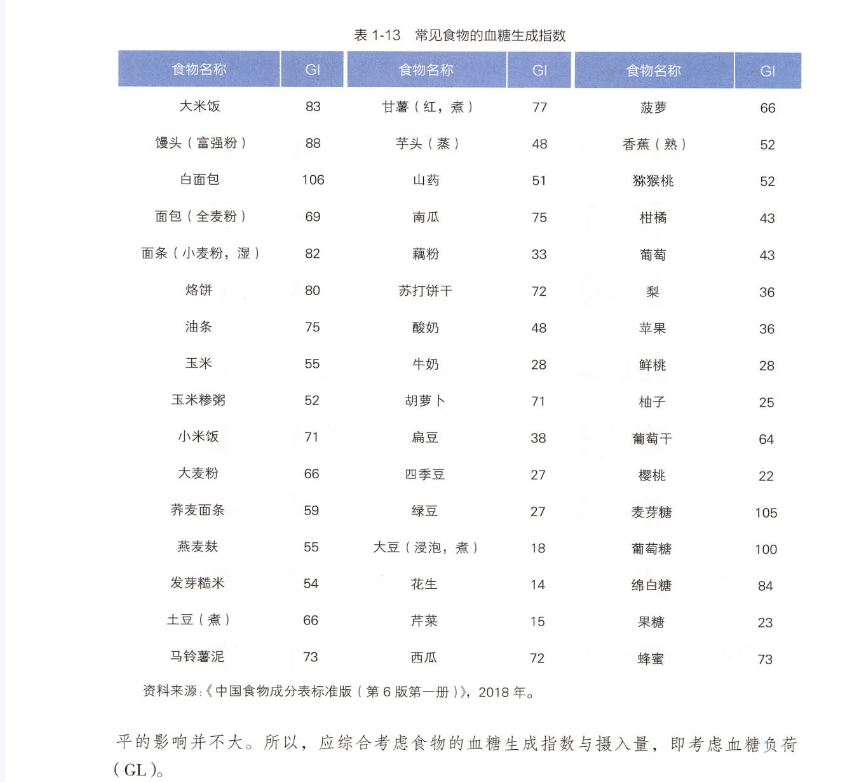 表 1-13 常见食物的血糖生成指数
食物名称 GI 食物名称 GI 食物名称 GI
大米饭 83 甘薯（红，煮） 77 菠萝 66
馒头（富强粉） 88 芋头（蒸） 48 香蕉（熟） 52
白面包 106 山药 51 猕猴桃 52
面包（全麦粉） 69 南瓜 75 柑橘 43
面条（小麦粉，湿） 82 藕粉 33 葡萄 43
烙饼 80 苏打饼干 72 梨 36
油条 75 酸奶 48 苹果 36
玉米 55 牛奶 28 鲜桃 28
玉米糁粥 52 胡萝卜 71 柚子 25
小米饭 71 扁豆 38 葡萄干 64
大麦粉 66 四季豆 27 樱桃 22
荞麦面条 59 绿豆 27 麦芽糖 105
燕麦麸 55 大豆（浸泡，煮） 18 葡萄糖 100
发芽糙米 54 花生 14 绵白糖 84
土豆（煮） 66 芹菜 15 果糖 23
马铃薯泥 73 西瓜 72 蜂蜜 73
资料来源：《中国食物成分表标准版（第 6 版第一册）》，2018 年。
平的影响并不大。所以，应综合考虑食物的血糖生成指数与摄入量，即考虑血糖负荷
（GL）。